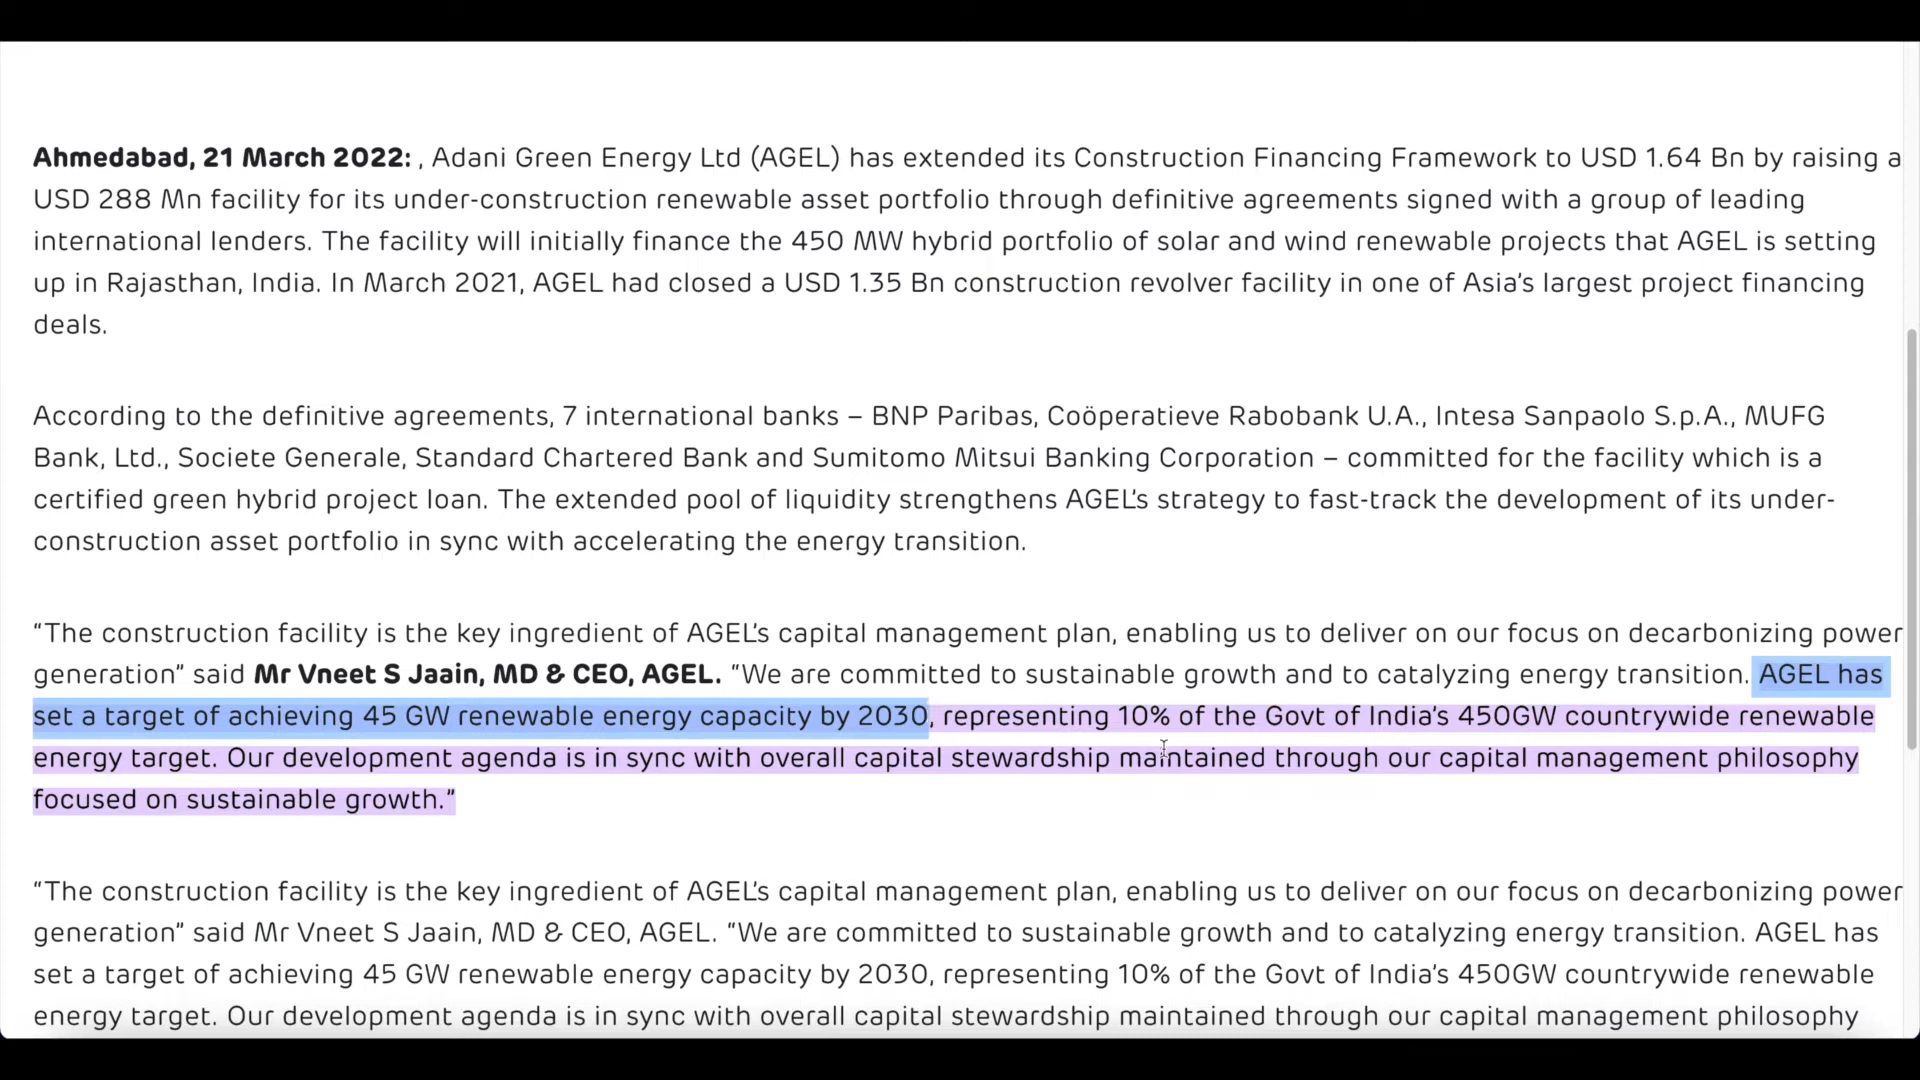 Ahmedabad, 21 March 2022: , Adani Green Energy Ltd (AGEL) has extended its Construction Financing Framework to USD 1.64 Bn by raising a
USD 288 Mn facility for its under-construction renewable asset portfolio through definitive agreements signed with a group of leading
international lenders. The facility will initially finance the 450 MW hybrid portfolio of solar and wind renewable projects that AGEL is setting
up in Rajasthan, India. In March 2021, AGEL had closed a USD 1.35 Bn construction revolver facility in one of Asia’s largest project financing
deals.
According to the definitive agreements, 7 international banks – BNP Paribas, Coöperatieve Rabobank U.A., Intesa Sanpaolo S.p.A., MUFG
Bank, Ltd., Societe Generale, Standard Chartered Bank and Sumitomo Mitsui Banking Corporation – committed for the facility which is a
certified green hybrid project loan. The extended pool of liquidity strengthens AGEL’s strategy to fast-track the development of its under-
construction asset portfolio in sync with accelerating the energy transition.
“The construction facility is the key ingredient of AGEL’s capital management plan, enabling us to deliver on our focus on decarbonizing power
generation” said Mr Vneet S Jaain, MD & CEO, AGEL. “We are committed to sustainable growth and to catalyzing energy transition. AGEL has
set a target of achieving 45 GW renewable energy capacity by 2030, representing 10% of the Govt of India’s 450GW countrywide renewable
energy target. Our development agenda is in sync with overall capital stewardship maintained through our capital management philosophy
focused on sustainable growth.”
“The construction facility is the key ingredient of AGEL’s capital management plan, enabling us to deliver on our focus on decarbonizing power
generation” said Mr Vneet S Jaain, MD & CEO, AGEL. “We are committed to sustainable growth and to catalyzing energy transition. AGEL has
set a target of achieving 45 GW renewable energy capacity by 2030, representing 10% of the Govt of India’s 450GW countrywide renewable
energy target. Our development agenda is in sync with overall capital stewardship maintained through our capital management philosophy